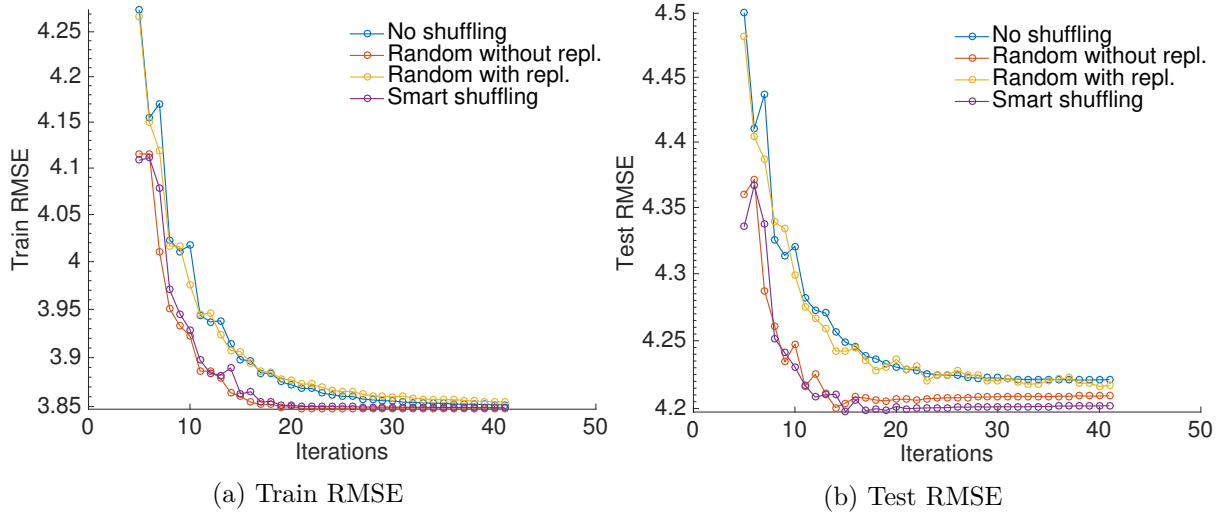 4.25
4.2
4.15
4.1
4.05
4
3.95
3.9
3.85
Train RMSE
No shuffling
Random without repl.
Random with repl.
Smart shuffling
0 10 20 30 40 50
Iterations
(a) Train RMSE
4.5
4.45
4.4
4.35
4.3
4.25
4.2
Test RMSE
No shuffling
Random without repl.
Random with repl.
Smart shuffling
0 10 20 30 40 50
Iterations
(b) Test RMSE